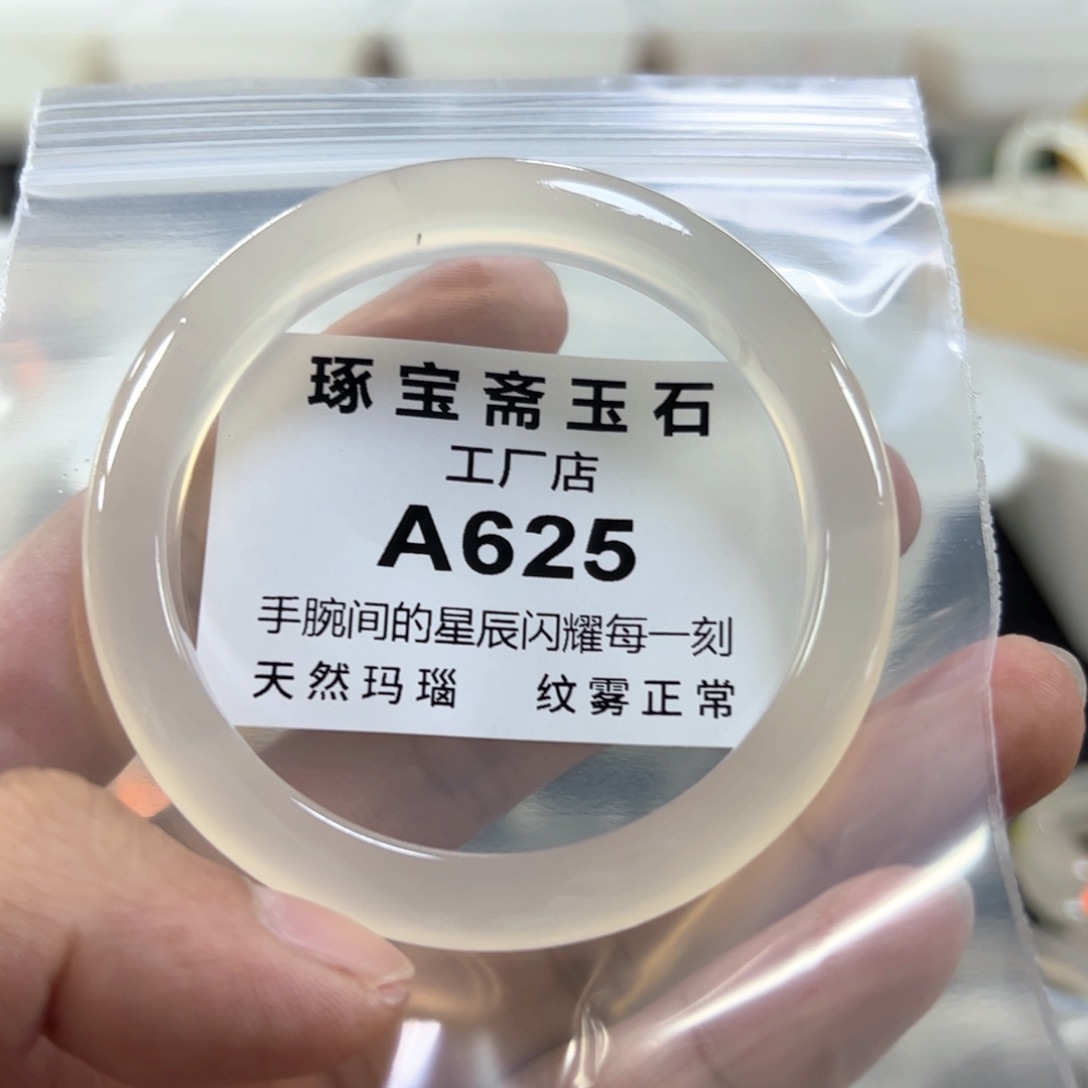 琢宝斋玉石
工厂店
A625
手腕间的星辰闪耀每一刻
天然玛瑙 纹雾正常